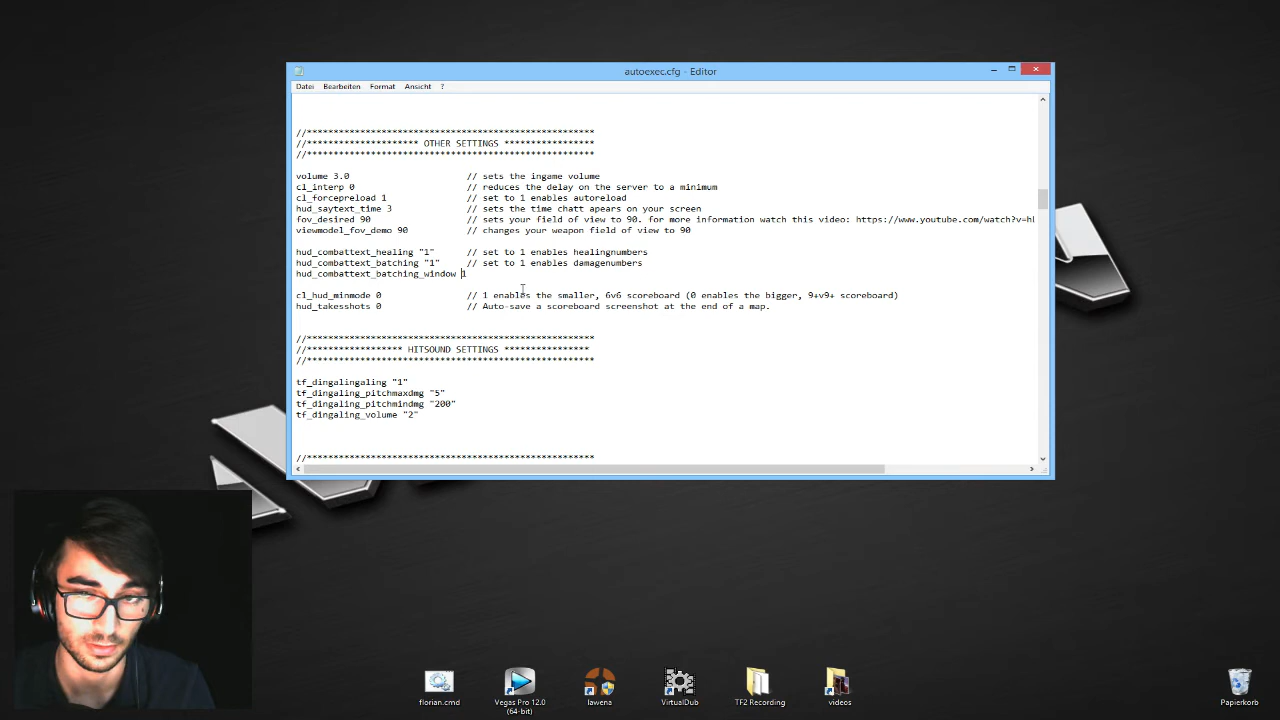 autoexec.cfg - Editor
Datei Bearbeiten Format Ansicht ?
//******************************************************
//********************* OTHER SETTINGS *****************
//******************************************************
volume 3.0 // sets the ingame volume
cl_interp 0 // reduces the delay on the server to a minimum
cl_forcepreload 1 // set to 1 enables autoreload
hud_saytext_time 3 // sets the time chatt apears on your screen
fov_desired 90 // sets your field of view to 90. for more information watch this video: https://www.youtube.com/watch?v=hl
viewmodel_fov_demo 90 // changes your weapon field of view to 90
hud_combattext_healing "1" // set to 1 enables healingnumbers
hud_combattext_batching "1" // set to 1 enables damagenumbers
hud_combattext_batching_window 1
cl_hud_minmode 0 // 1 enables the smaller, 6v6 scoreboard (0 enables the bigger, 9+v9+ scoreboard)
hud_takesshots 0 // Auto-save a scoreboard screenshot at the end of a map.
//******************************************************
//****************** HITSOUND SETTINGS *****************
//******************************************************
tf_dingalingaling "1"
tf_dingaling_pitchmaxdmg "5"
tf_dingaling_pitchmindmg "200"
tf_dingaling_volume "2"
//******************************************************
florian.cmd
Vegas Pro 12.0 (64-bit)
lawena
VirtualDub
TF2 Recording
videos
Papierkorb